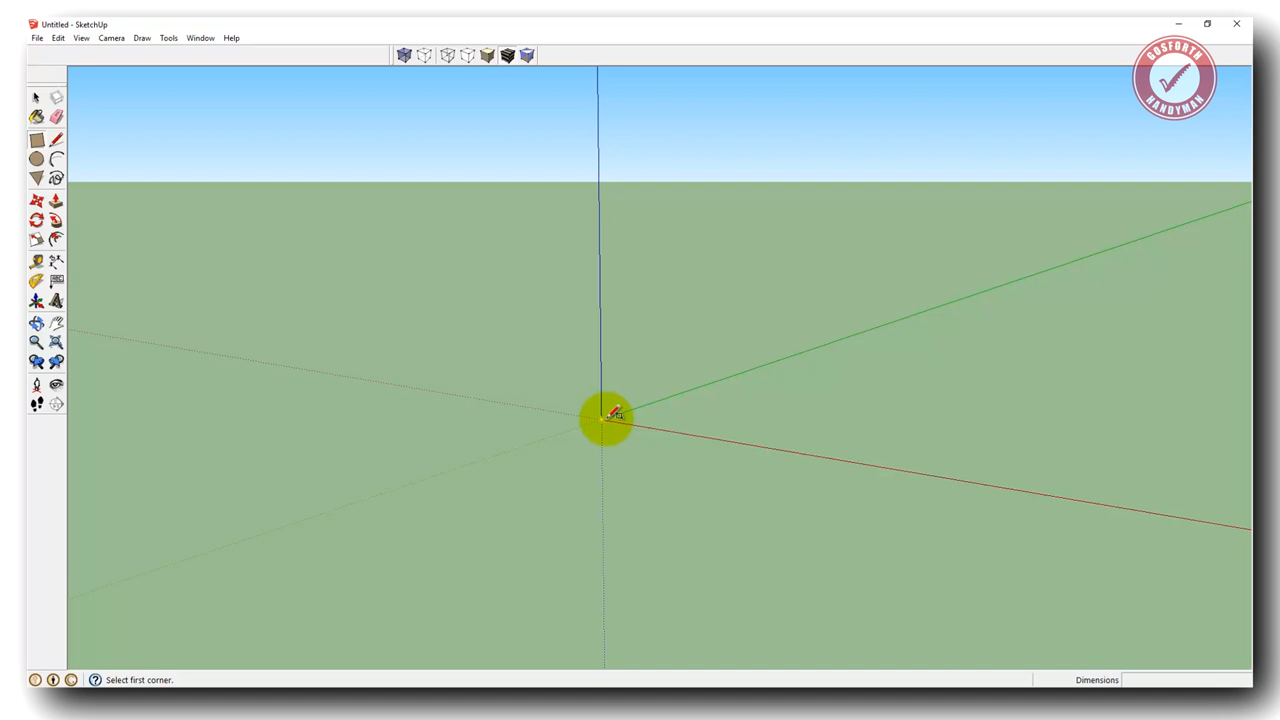 Untitled - SketchUp
File Edit View Camera Draw Tools Window Help
GOSFORTH
HANDYMAN
Select first corner.
Dimensions